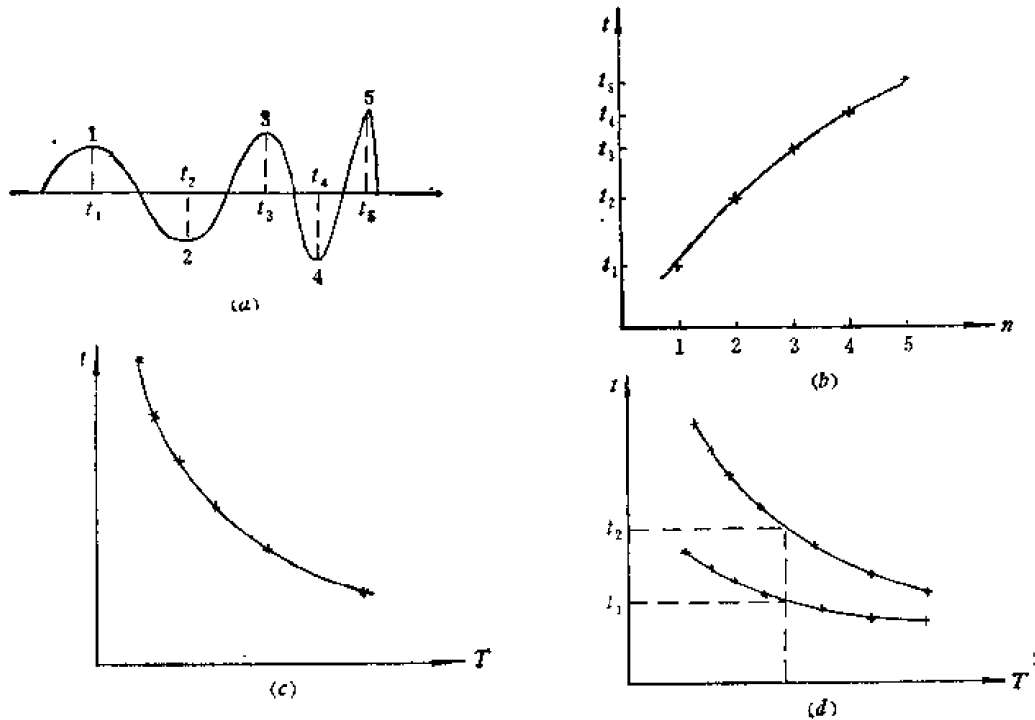 1 3 5
t₂ t₄
t₁ t₃ t₅
2 4
(a)
t
t₅
t₄
t₃
t₂
t₁
1 2 3 4 5 n
(b)
t
T
(c)
t
t₂
t₁
T
(d)